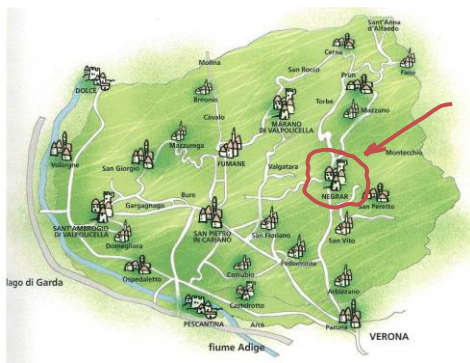 Sant'Anna
d'Alfaedo
Cerna
Fane
Molina
San Rocco
Prun
DOLCE
Breonio
Torbe
Mazzano
Cavalo
MARANO
DI VALPOLICELLA
Mazzurega
FUMANE
Montecchio
Volargne
San Giorgio
Valgatara
NEGRAR
San Peretto
Bure
Gargagnago
SANT'AMBROGIO
DI VALPOLICELLA
SAN PIETRO
IN CARIANO
San Floriano
San Vito
Domegliara
Pedemonte
lago di Garda
Ospedaletto
Corrubio
Arbizzano
Castelrotto
PESCANTINA
Arcè
Parona
VERONA
fiume Adige